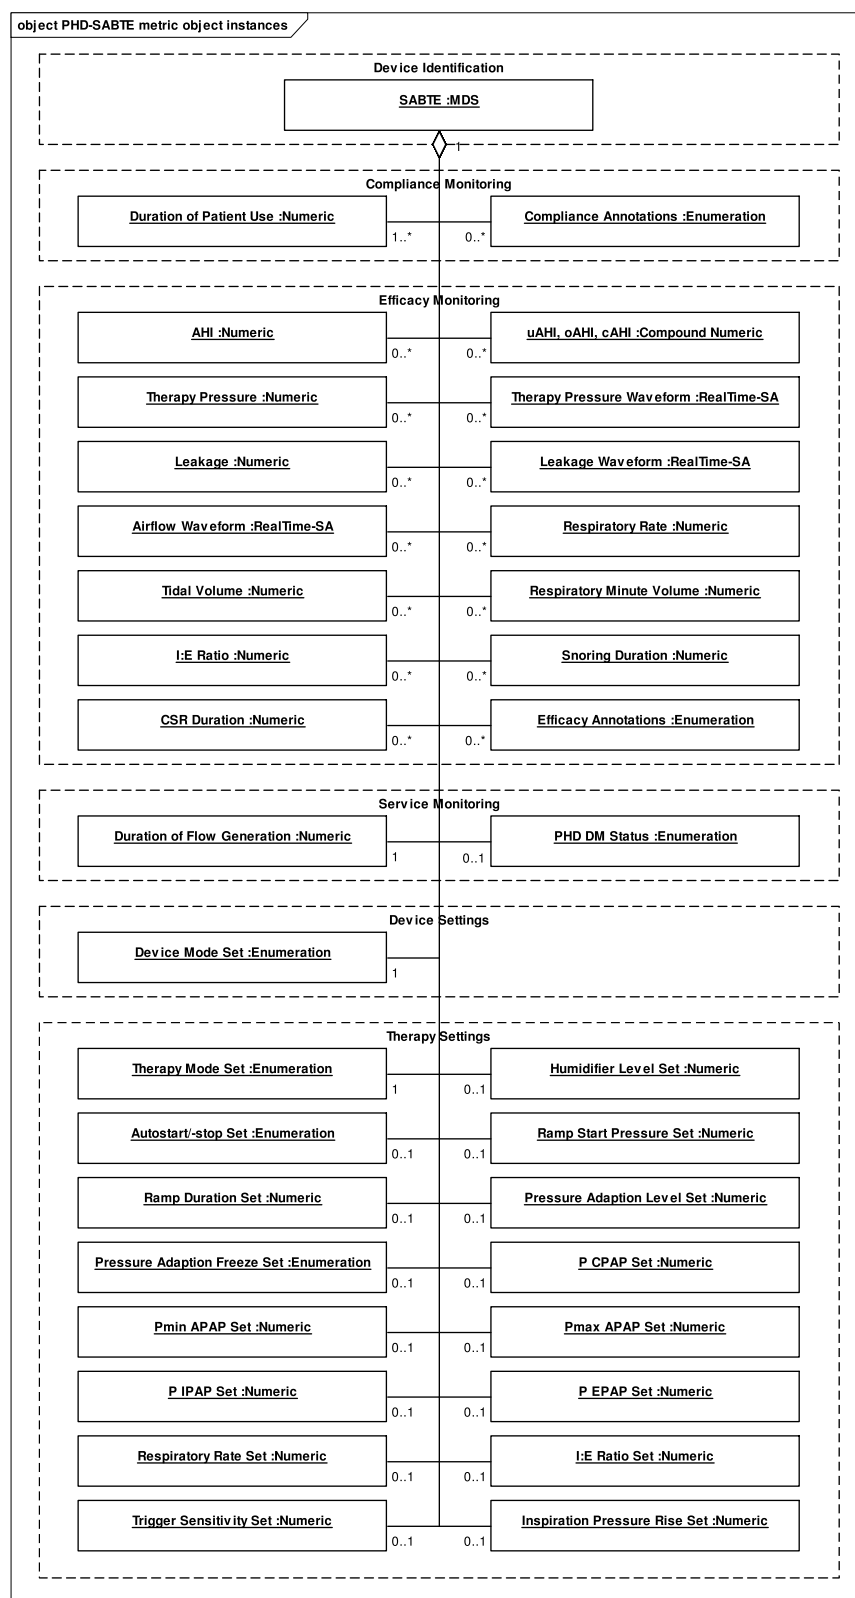 object PHD-SABTE metric object instances
Device Identification
SABTE :MDS
1
Compliance Monitoring
Duration of Patient Use :Numeric
Compliance Annotations :Enumeration
1..*
0..*
Efficacy Monitoring
AHI :Numeric
uAHI, oAHI, cAHI :Compound Numeric
0..*
0..*
Therapy Pressure :Numeric
Therapy Pressure Waveform :RealTime-SA
0..*
0..*
Leakage :Numeric
Leakage Waveform :RealTime-SA
0..*
0..*
Airflow Waveform :RealTime-SA
Respiratory Rate :Numeric
0..*
0..*
Tidal Volume :Numeric
Respiratory Minute Volume :Numeric
0..*
0..*
I:E Ratio :Numeric
Snoring Duration :Numeric
0..*
0..*
CSR Duration :Numeric
Efficacy Annotations :Enumeration
0..*
0..*
Service Monitoring
Duration of Flow Generation :Numeric
PHD DM Status :Enumeration
1
0..1
Device Settings
Device Mode Set :Enumeration
1
Therapy Settings
Therapy Mode Set :Enumeration
Humidifier Level Set :Numeric
1
0..1
Autostart/-stop Set :Enumeration
Ramp Start Pressure Set :Numeric
0..1
0..1
Ramp Duration Set :Numeric
Pressure Adaption Level Set :Numeric
0..1
0..1
Pressure Adaption Freeze Set :Enumeration
P CPAP Set :Numeric
0..1
0..1
Pmin APAP Set :Numeric
Pmax APAP Set :Numeric
0..1
0..1
P IPAP Set :Numeric
P EPAP Set :Numeric
0..1
0..1
Respiratory Rate Set :Numeric
I:E Ratio Set :Numeric
0..1
0..1
Trigger Sensitivity Set :Numeric
Inspiration Pressure Rise Set :Numeric
0..1
0..1